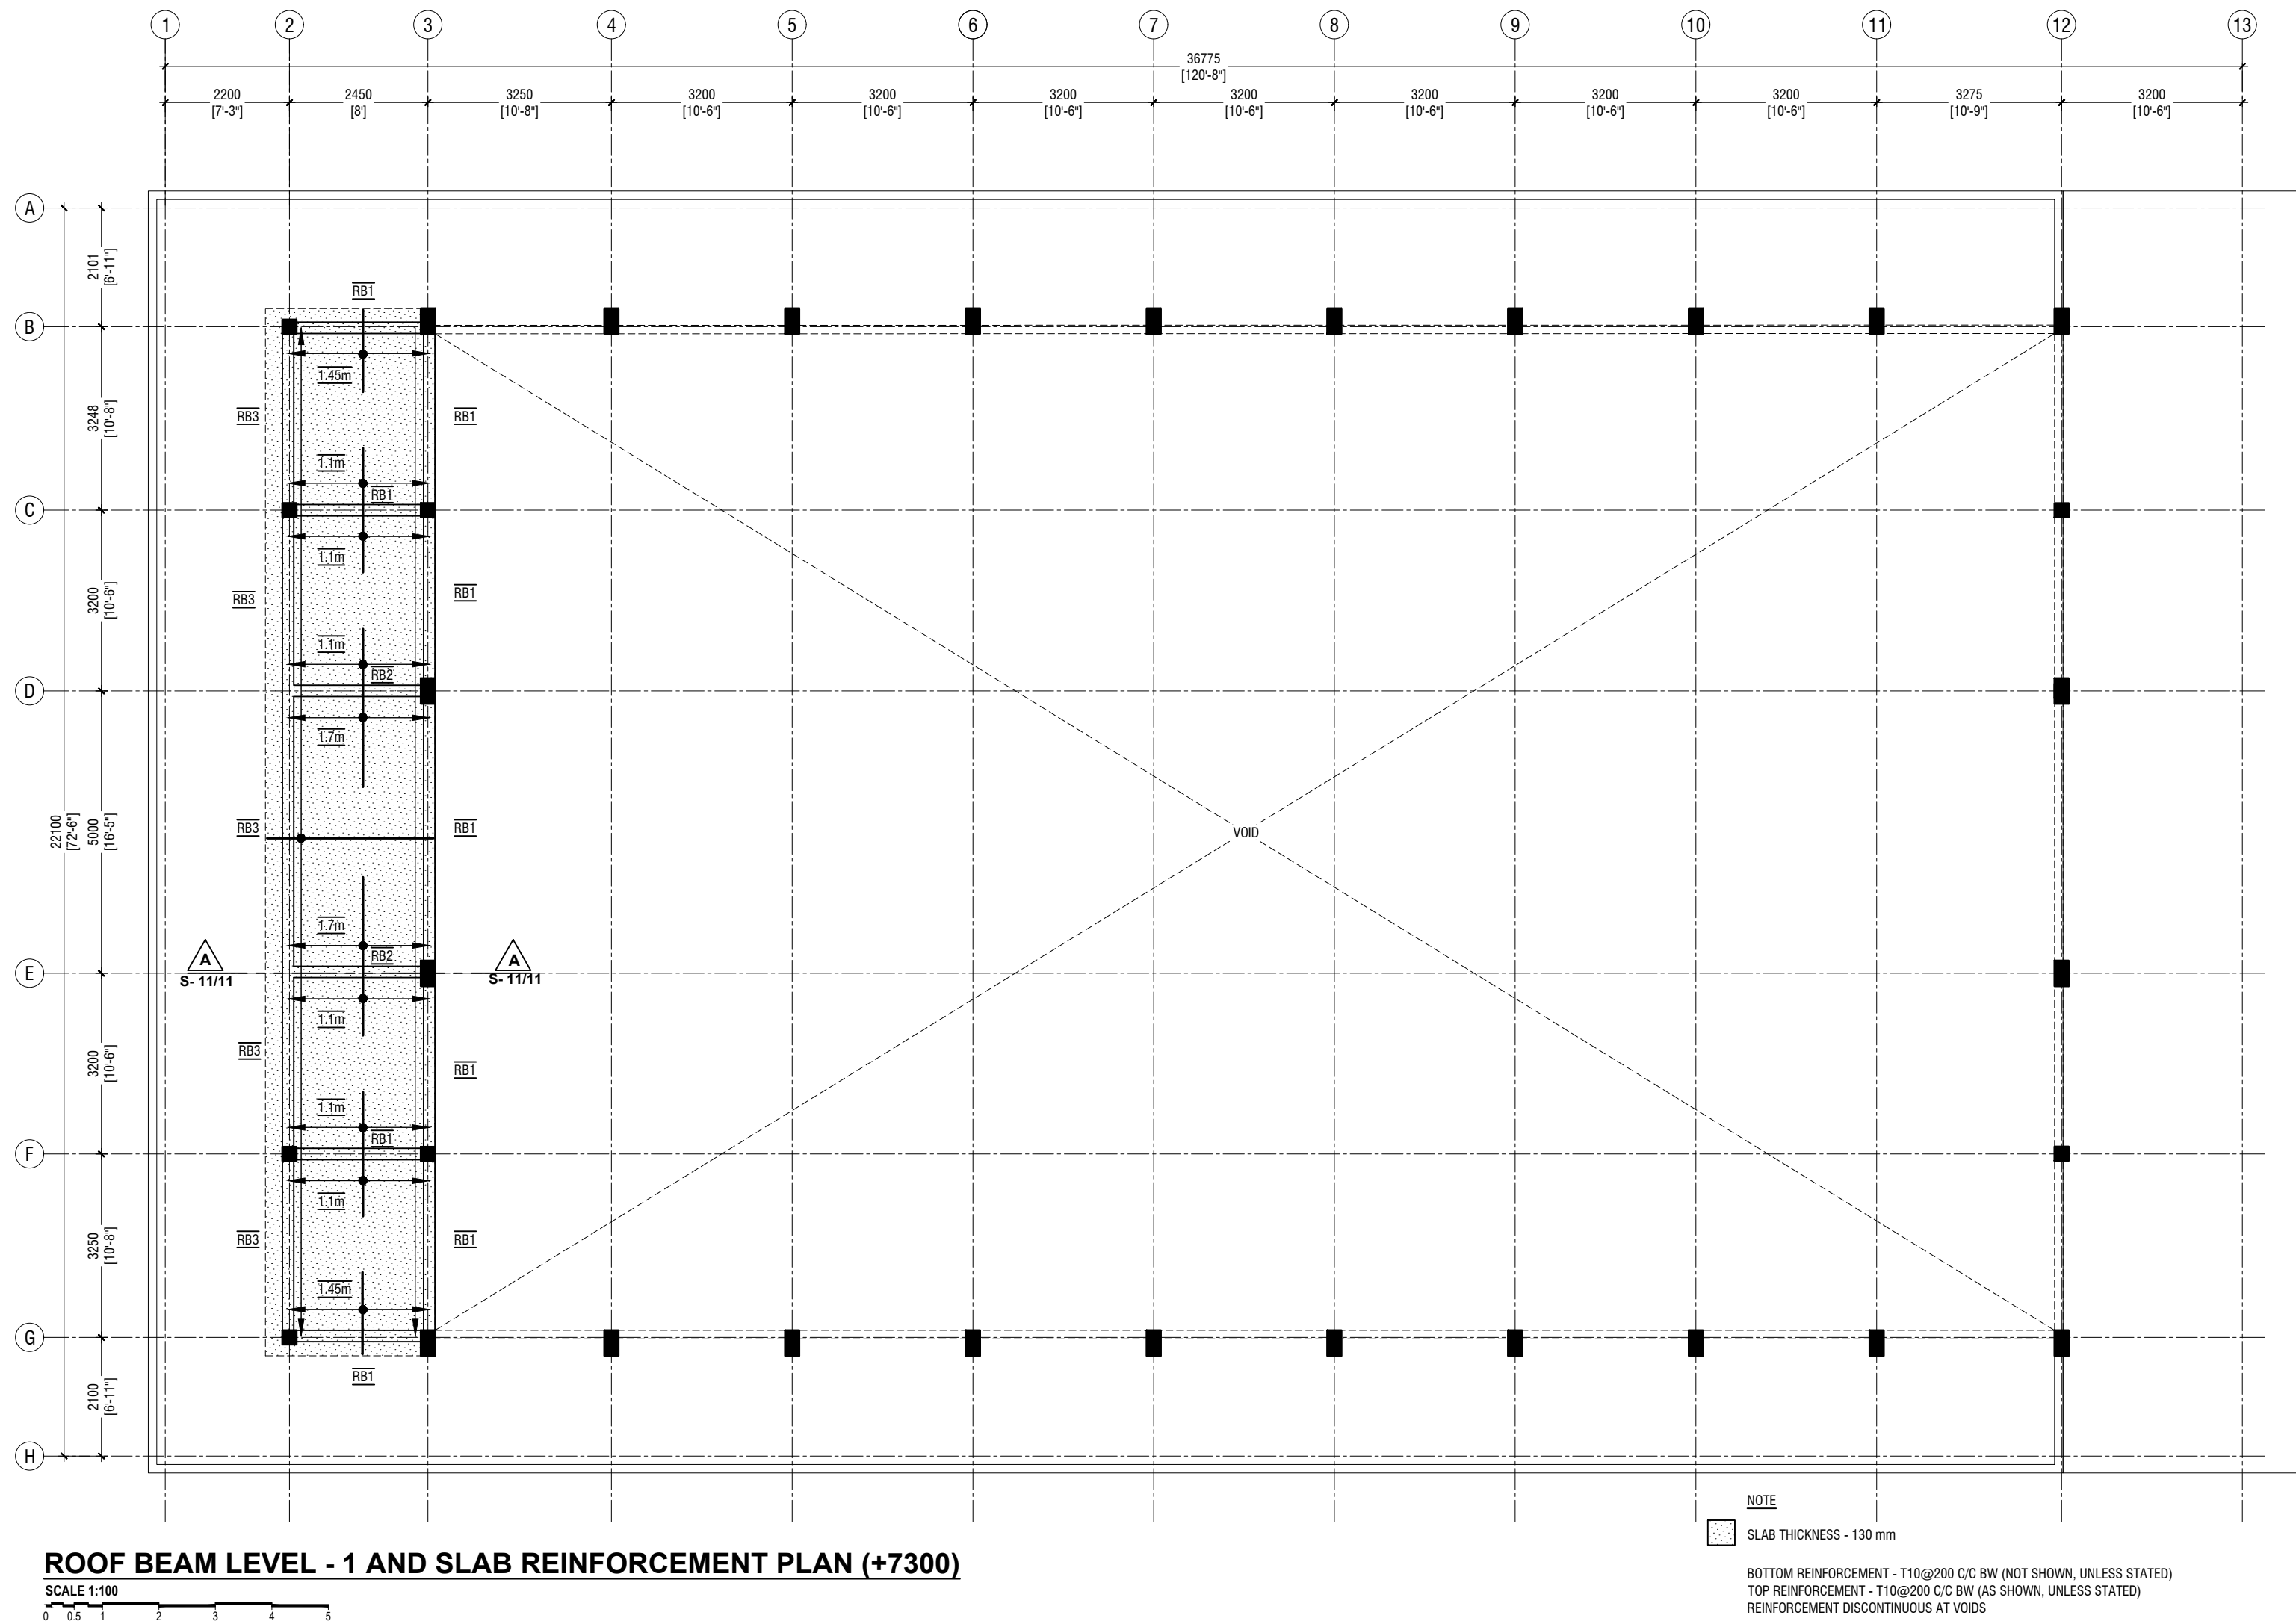 1 2 3 4 5 6 7 8 9 10 11 12 13
36775
[120'-8"]
2200 2450 3250 3200 3200 3200 3200 3200 3200 3200 3275 3200
[7'-3"] [8'] [10'-8"] [10'-6"] [10'-6"] [10'-6"] [10'-6"] [10'-6"] [10'-6"] [10'-6"] [10'-9"] [10'-6"]
A
2101
[6'-11"]
RB1
B
1.45m
3248
[10'-8"]
RB3 RB1
1.1m
RB1
C
1.1m
3200
[10'-6"]
RB3 RB1
1.1m
RB2
D
1.7m
22100
[72'-6"]
5000
[16'-5"]
RB3 RB1
VOID
1.7m
RB2
A A
S- 11/11 S- 11/11
E
1.1m
3200
[10'-6"]
RB3 RB1
1.1m
RB1
F
1.1m
3250
[10'-8"]
RB3 RB1
1.45m
G
RB1
2100
[6'-11"]
H
NOTE
SLAB THICKNESS - 130 mm
BOTTOM REINFORCEMENT - T10@200 C/C BW (NOT SHOWN, UNLESS STATED)
TOP REINFORCEMENT - T10@200 C/C BW (AS SHOWN, UNLESS STATED)
REINFORCEMENT DISCONTINUOUS AT VOIDS
ROOF BEAM LEVEL - 1 AND SLAB REINFORCEMENT PLAN (+7300)
SCALE 1:100
0 0.5 1 2 3 4 5